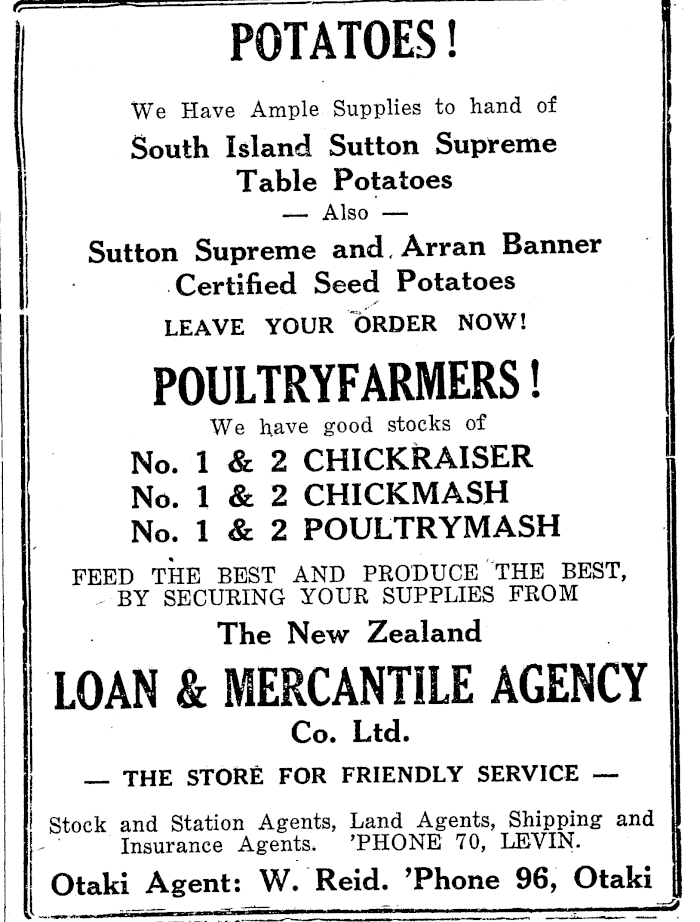 POTATOES!
We Have Ample Supplies to hand of
South Island Sutton Supreme
Table Potatoes
— Also —
Sutton Supreme and Arran Banner
Certified Seed Potatoes
LEAVE YOUR ORDER NOW!
POULTRYFARMERS!
We have good stocks of
No. 1 & 2 CHICKRAISER
No. 1 & 2 CHICKMASH
No. 1 & 2 POULTRYMASH
FEED THE BEST AND PRODUCE THE BEST,
BY SECURING YOUR SUPPLIES FROM
The New Zealand
LOAN & MERCANTILE AGENCY
Co. Ltd.
— THE STORE FOR FRIENDLY SERVICE —
Stock and Station Agents, Land Agents, Shipping and
Insurance Agents. 'PHONE 70, LEVIN.
Otaki Agent: W. Reid. 'Phone 96, Otaki